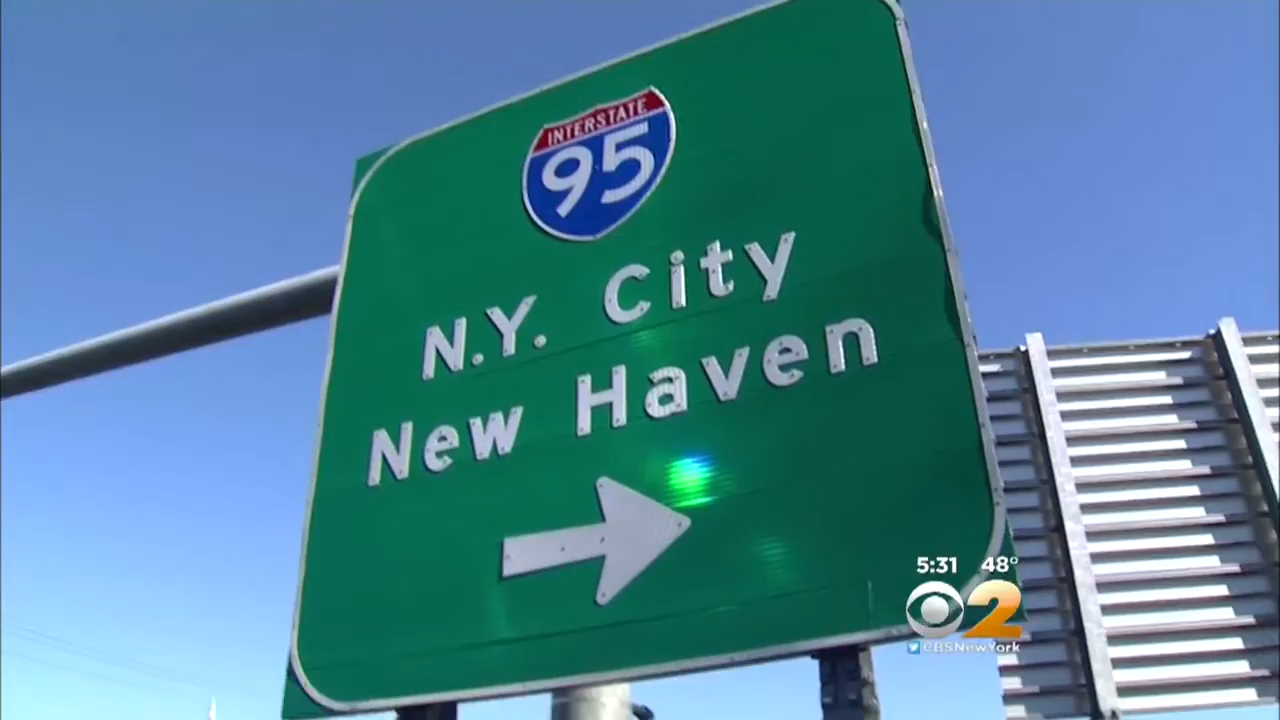 INTERSTATE
95
N.Y. City
New Haven
5:31 48°
2
CBSNewYork